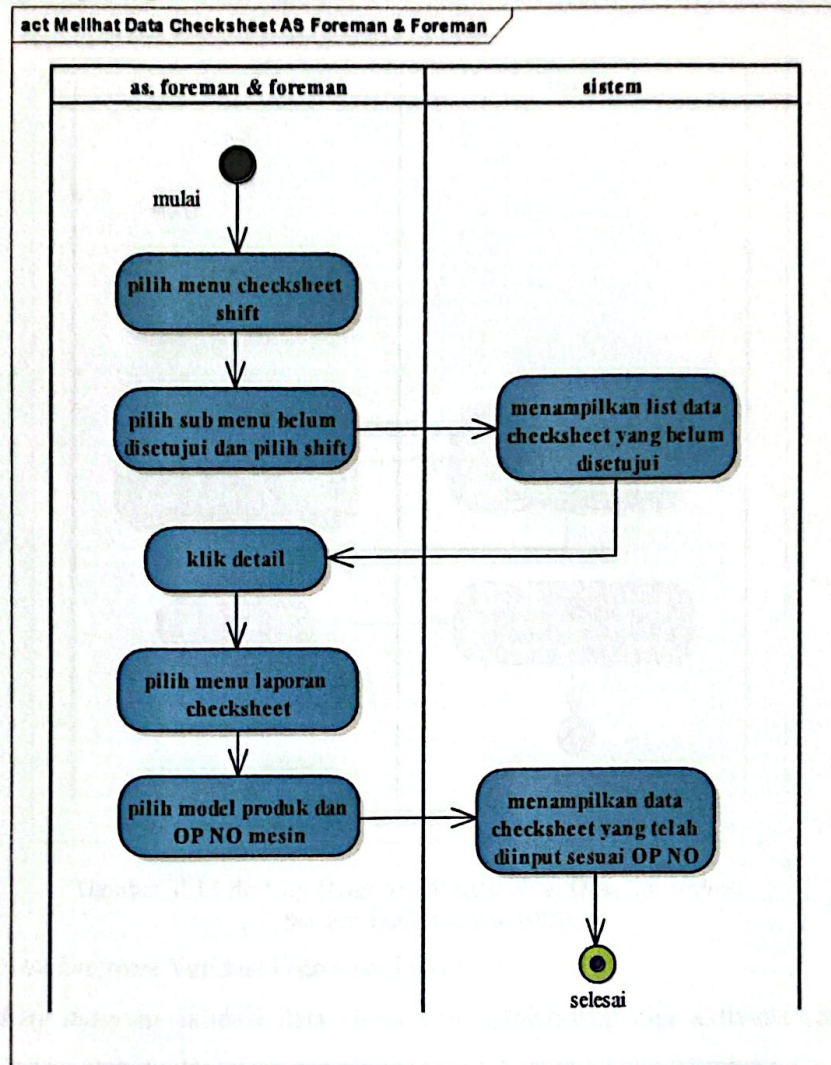 act Melihat Data Checksheet AS Foreman & Foreman
as. foreman & foreman
sistem
mulai
pilih menu checksheet
shift
pilih sub menu belum
disetujui dan pilih shift
menampilkan list data
checksheet yang belum
disetujui
klik detail
pilih menu laporan
checksheet
pilih model produk dan
OP NO mesin
menampilkan data
checksheet yang telah
diinput sesuai OP NO
selesai